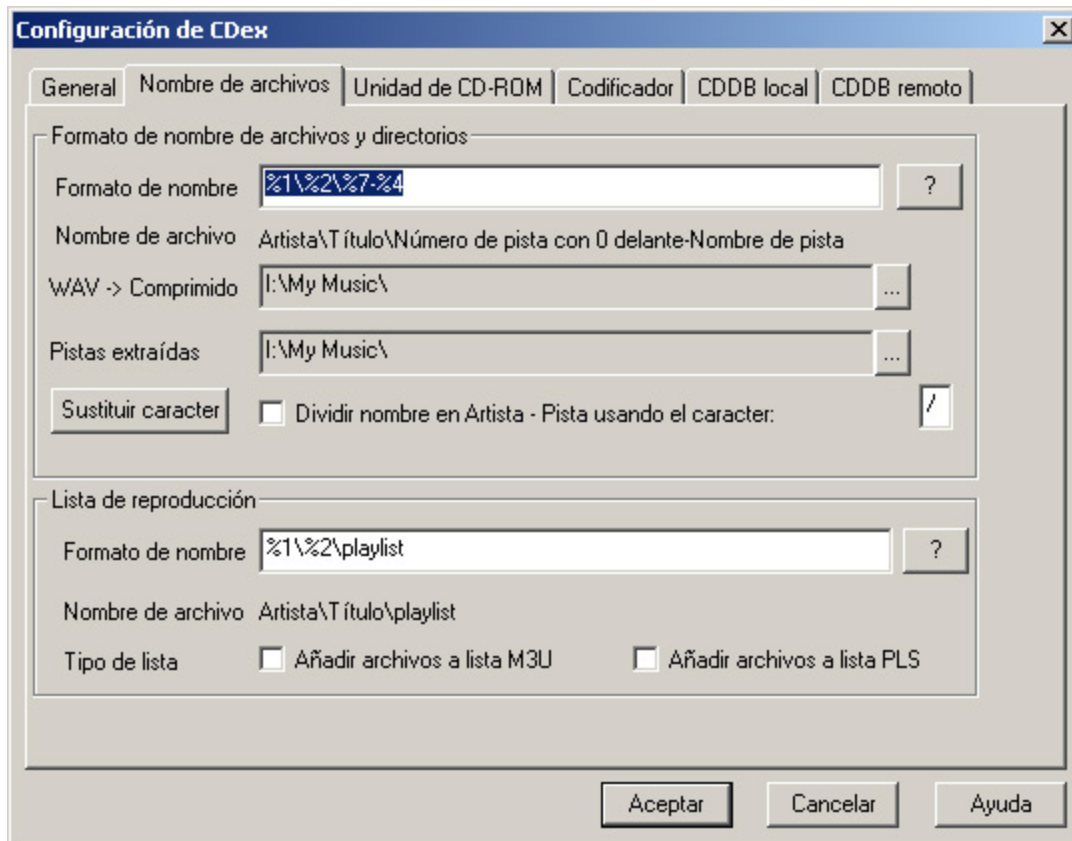 Configuración de CDex
General Nombre de archivos Unidad de CD-ROM Codificador CDDB local CDDB remoto
Formato de nombre de archivos y directorios
Formato de nombre %1\%2\%7-%4 ?
Nombre de archivo Artista\Título\Número de pista con 0 delante-Nombre de pista
WAV -> Comprimido I:\My Music\ ...
Pistas extraídas I:\My Music\ ...
Sustituir caracter Dividir nombre en Artista - Pista usando el caracter: /
Lista de reproducción
Formato de nombre %1\%2\playlist ?
Nombre de archivo Artista\Título\playlist
Tipo de lista Añadir archivos a lista M3U Añadir archivos a lista PLS
Aceptar Cancelar Ayuda